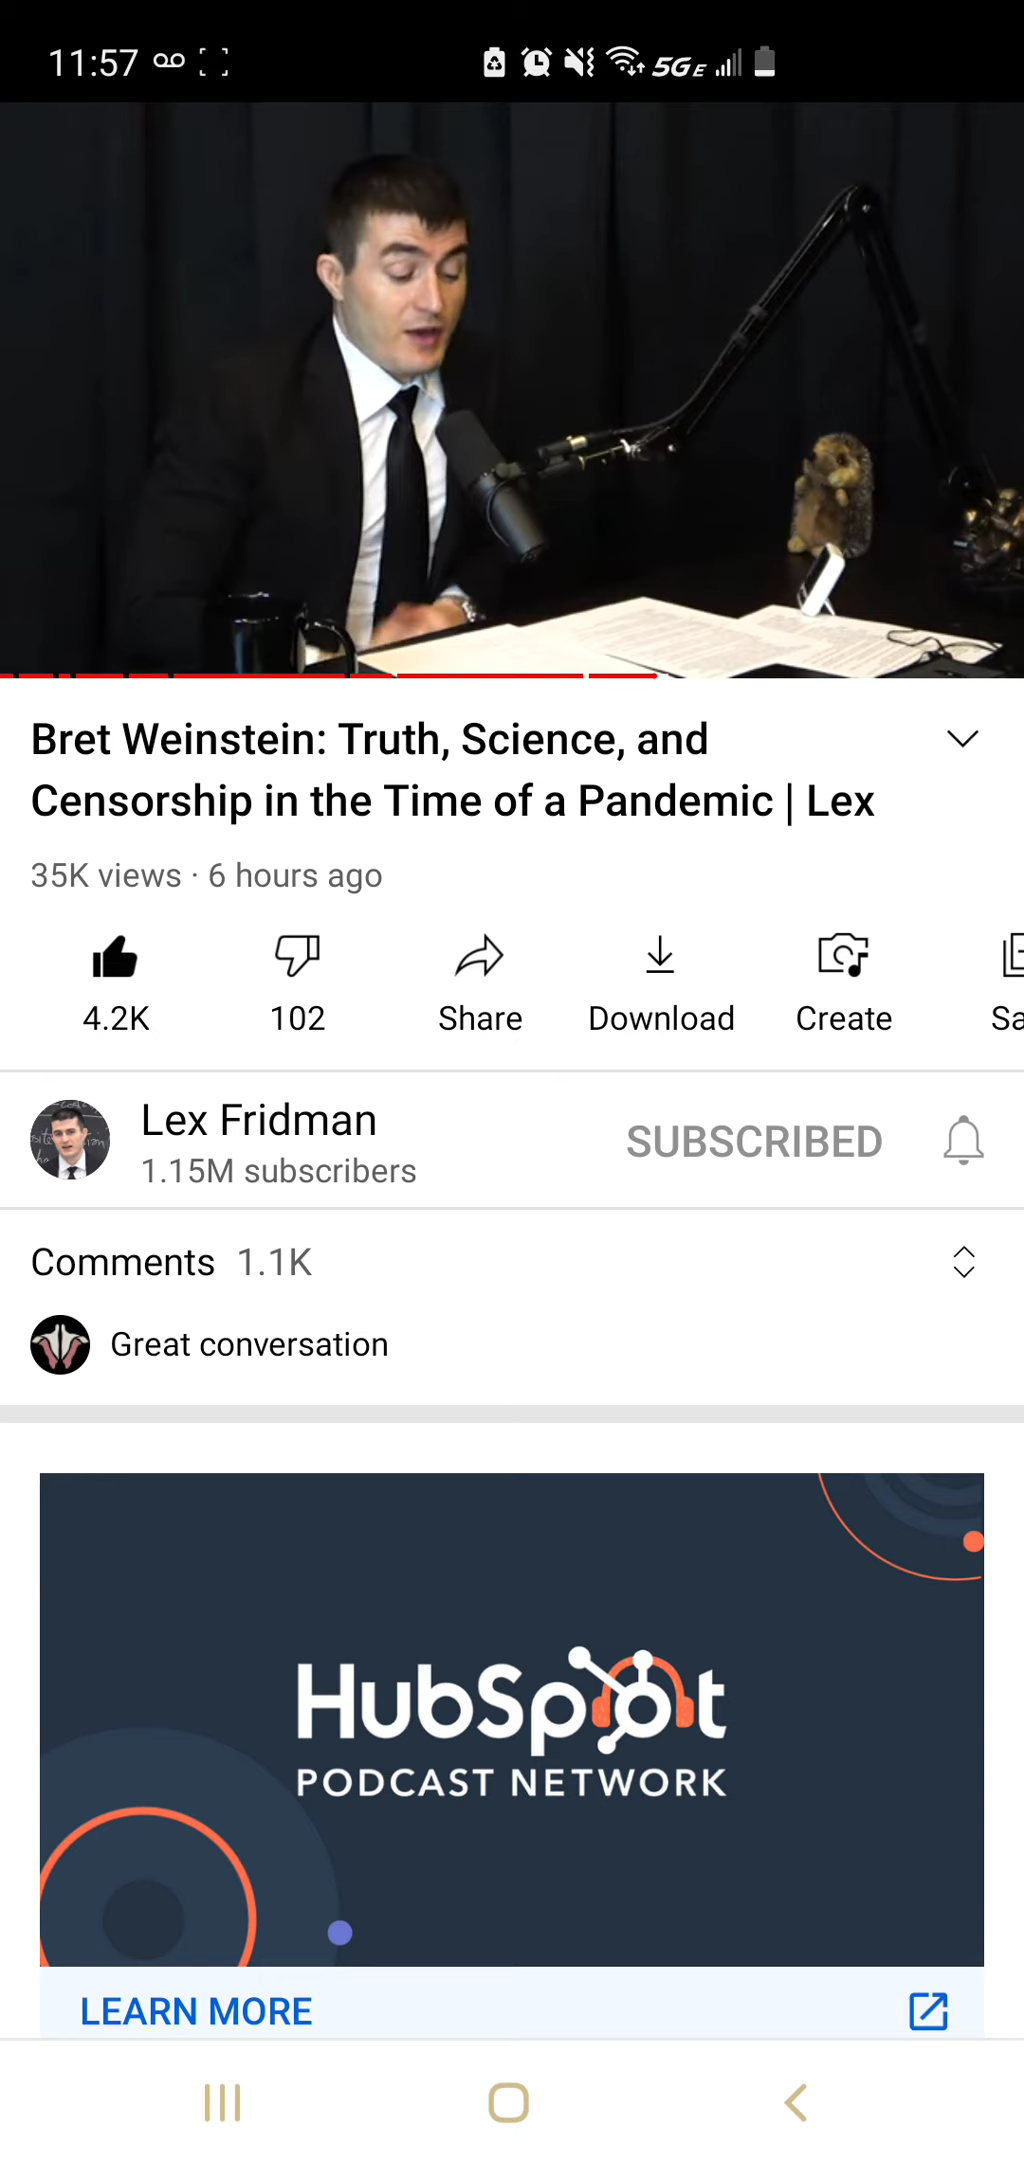 11:57 5G E
Bret Weinstein: Truth, Science, and
Censorship in the Time of a Pandemic | Lex
35K views · 6 hours ago
4.2K 102 Share Download Create Sa
Lex Fridman
1.15M subscribers
SUBSCRIBED
Comments 1.1K
Great conversation
HubSpot
PODCAST NETWORK
LEARN MORE